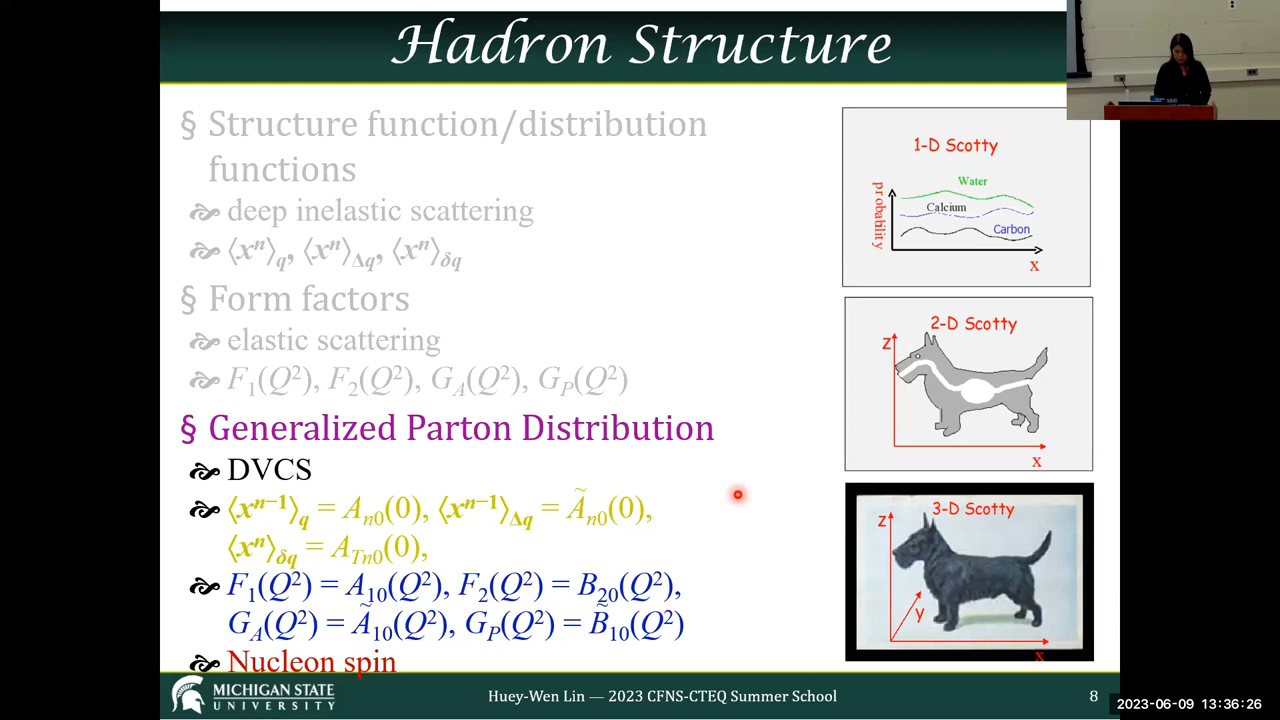 Hadron Structure
§ Structure function/distribution
functions
deep inelastic scattering
⟨xⁿ⟩_q, ⟨xⁿ⟩_Δq, ⟨xⁿ⟩_δq
§ Form factors
elastic scattering
F₁(Q²), F₂(Q²), G_A(Q²), G_P(Q²)
§ Generalized Parton Distribution
DVCS
⟨xⁿ⁻¹⟩_q = A_n0(0), ⟨xⁿ⁻¹⟩_Δq = Ã_n0(0),
⟨xⁿ⟩_δq = A_Tn0(0),
F₁(Q²) = A₁₀(Q²), F₂(Q²) = B₂₀(Q²),
G_A(Q²) = Ã₁₀(Q²), G_P(Q²) = B̃₁₀(Q²)
Nucleon spin
1-D Scotty
probability
Water
Calcium
Carbon
x
2-D Scotty
z
x
3-D Scotty
z
y
x
MICHIGAN STATE
UNIVERSITY
Huey-Wen Lin — 2023 CFNS-CTEQ Summer School
8
2023-06-09 13:36:26